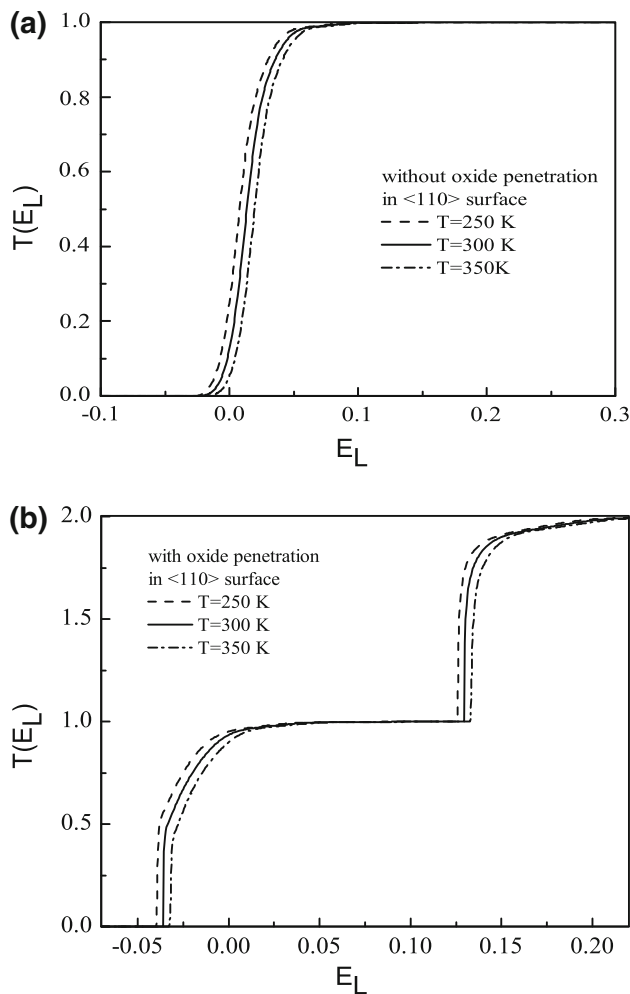 (a)
1.0
0.8
0.6
0.4
0.2
0.0
T(E_L)
without oxide penetration
in <110> surface
T=250 K
T=300 K
T=350K
-0.1
0.0
0.1
0.2
0.3
E_L
(b)
2.0
1.5
1.0
0.5
0.0
T(E_L)
with oxide penetration
in <110> surface
T=250 K
T=300 K
T=350 K
-0.05
0.00
0.05
0.10
0.15
0.20
E_L